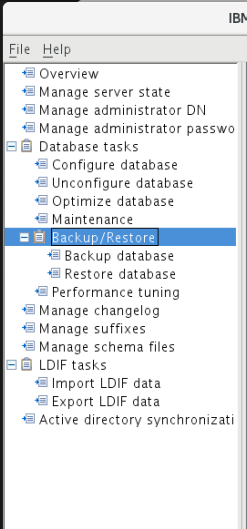 IBM
File Help
Overview
Manage server state
Manage administrator DN
Manage administrator passwo
Database tasks
Configure database
Unconfigure database
Optimize database
Maintenance
Backup/Restore
Backup database
Restore database
Performance tuning
Manage changelog
Manage suffixes
Manage schema files
LDIF tasks
Import LDIF data
Export LDIF data
Active directory synchronizati